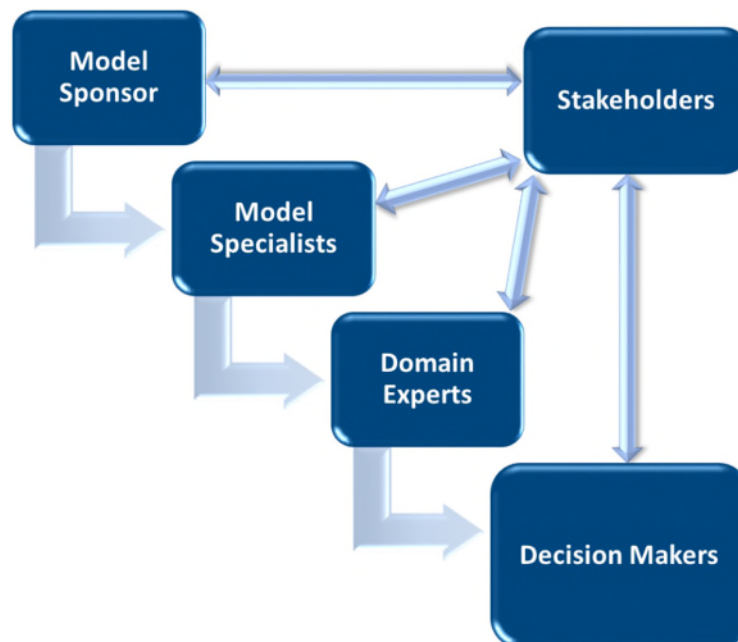 Model
Sponsor
Stakeholders
Model
Specialists
Domain
Experts
Decision Makers